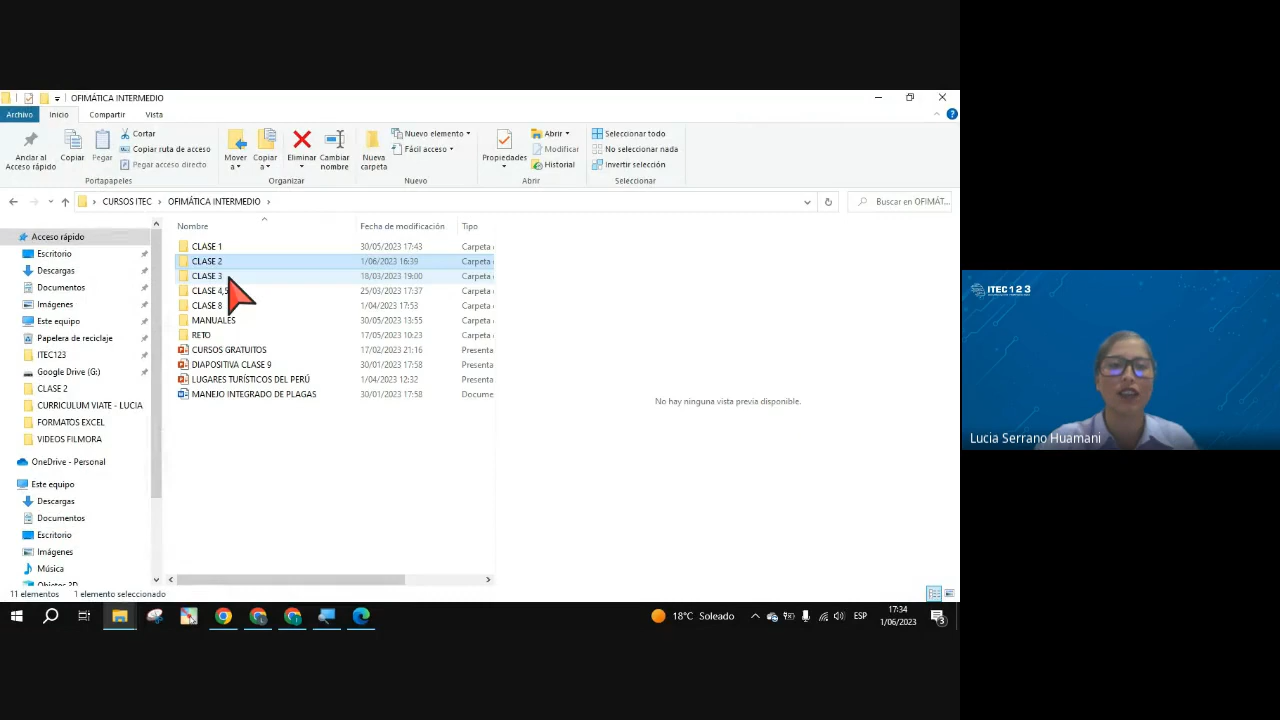 OFIMÁTICA INTERMEDIO
Archivo Inicio Compartir Vista
Anclar al Acceso rápido
Copiar
Pegar
Cortar
Copiar ruta de acceso
Pegar acceso directo
Portapapeles
Mover a
Copiar a
Eliminar
Cambiar nombre
Organizar
Nueva carpeta
Nuevo elemento
Fácil acceso
Nuevo
Propiedades
Abrir
Modificar
Historial
Abrir
Seleccionar todo
No seleccionar nada
Invertir selección
Seleccionar
CURSOS ITEC > OFIMÁTICA INTERMEDIO >
Buscar en OFIMÁT...
Acceso rápido
Escritorio
Descargas
Documentos
Imágenes
Este equipo
Papelera de reciclaje
ITEC123
Google Drive (G:)
CLASE 2
CURRICULUM VIATE - LUCIA
FORMATOS EXCEL
VIDEOS FILMORA
OneDrive - Personal
Este equipo
Descargas
Documentos
Escritorio
Imágenes
Música
Objetos 3D
Nombre Fecha de modificación Tipo
CLASE 1 30/05/2023 17:43 Carpeta
CLASE 2 1/06/2023 16:39 Carpeta
CLASE 3 18/03/2023 19:00 Carpeta
CLASE 4,5 25/03/2023 17:37 Carpeta
CLASE 8 1/04/2023 17:53 Carpeta
MANUALES 30/05/2023 13:55 Carpeta
RETO 17/05/2023 10:23 Carpeta
CURSOS GRATUITOS 17/02/2023 21:16 Presenta
DIAPOSITIVA CLASE 9 30/01/2023 17:58 Presenta
LUGARES TURÍSTICOS DEL PERÚ 1/04/2023 12:32 Presenta
MANEJO INTEGRADO DE PLAGAS 30/01/2023 17:58 Docume
No hay ninguna vista previa disponible.
11 elementos 1 elemento seleccionado
18°C Soleado
ESP
17:34
1/06/2023
3
ITEC 1 2 3
Lucia Serrano Huamani